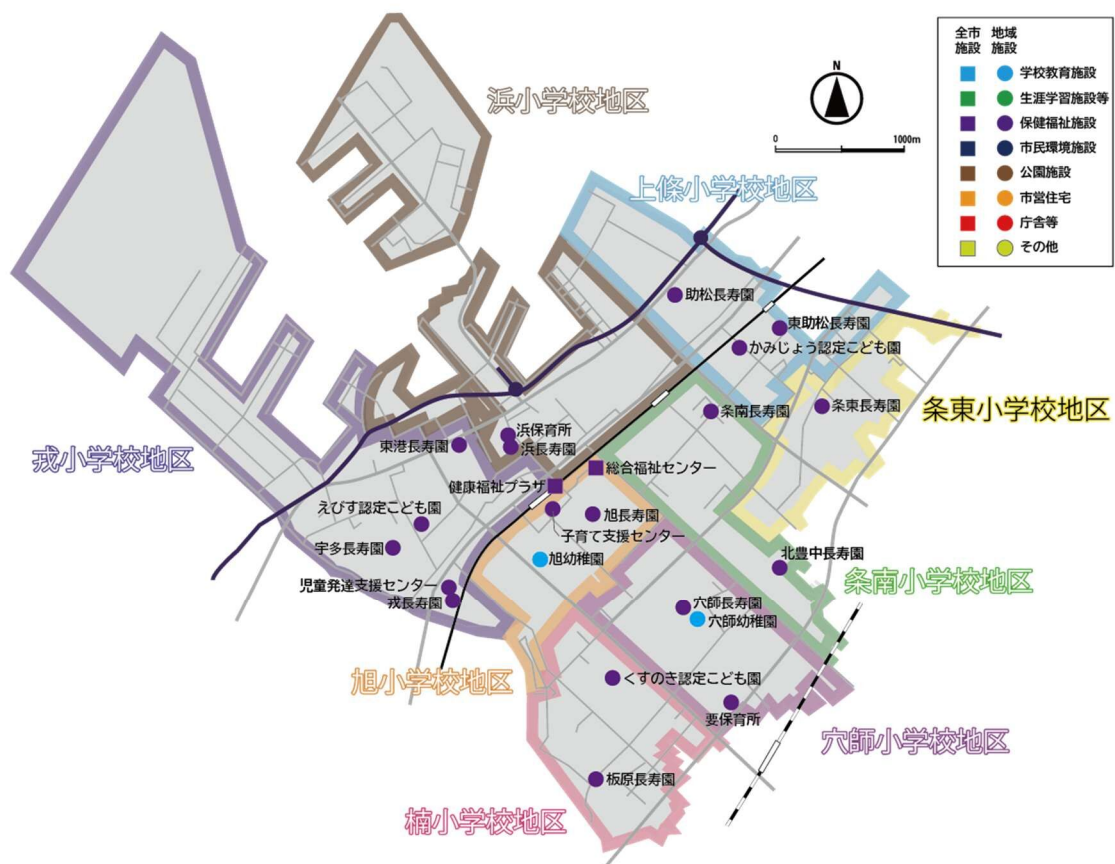 浜小学校地区
N
0
1000m
全市
施設
地域
施設
学校教育施設
生涯学習施設等
保健福祉施設
市民環境施設
公園施設
市営住宅
庁舎等
その他
上條小学校地区
助松長寿園
東助松長寿園
かみじょう認定こども園
条南長寿園
条東長寿園
条東小学校地区
戎小学校地区
東港長寿園
浜保育所
浜長寿園
総合福祉センター
健康福祉プラザ
えびす認定こども園
旭長寿園
子育て支援センター
宇多長寿園
旭幼稚園
北豊中長寿園
条南小学校地区
児童発達支援センター
戎長寿園
穴師長寿園
穴師幼稚園
旭小学校地区
くすのき認定こども園
要保育所
穴師小学校地区
板原長寿園
楠小学校地区